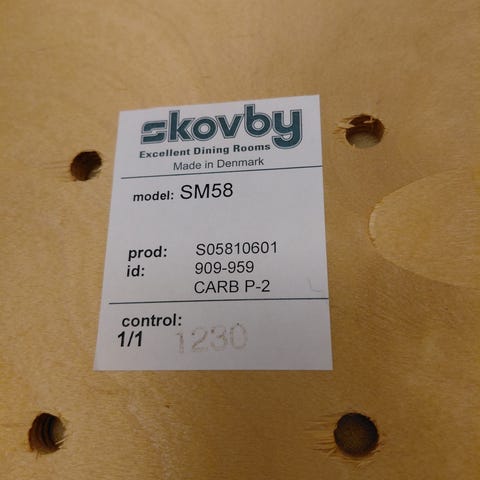 skovby
Excellent Dining Rooms
Made in Denmark
model: SM58
prod: S05810601
id: 909-959
CARB P-2
control:
1/1 1230